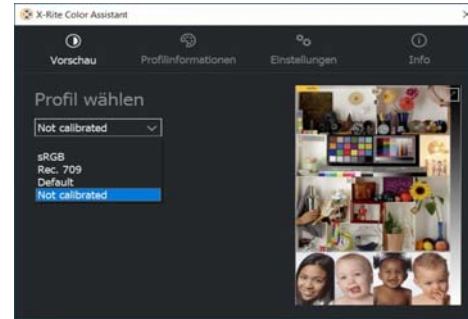 X-Rite Color Assistant
Vorschau
Profilinformationen
Einstellungen
Info
Profil wählen
Not calibrated
sRGB
Rec. 709
Default
Not calibrated